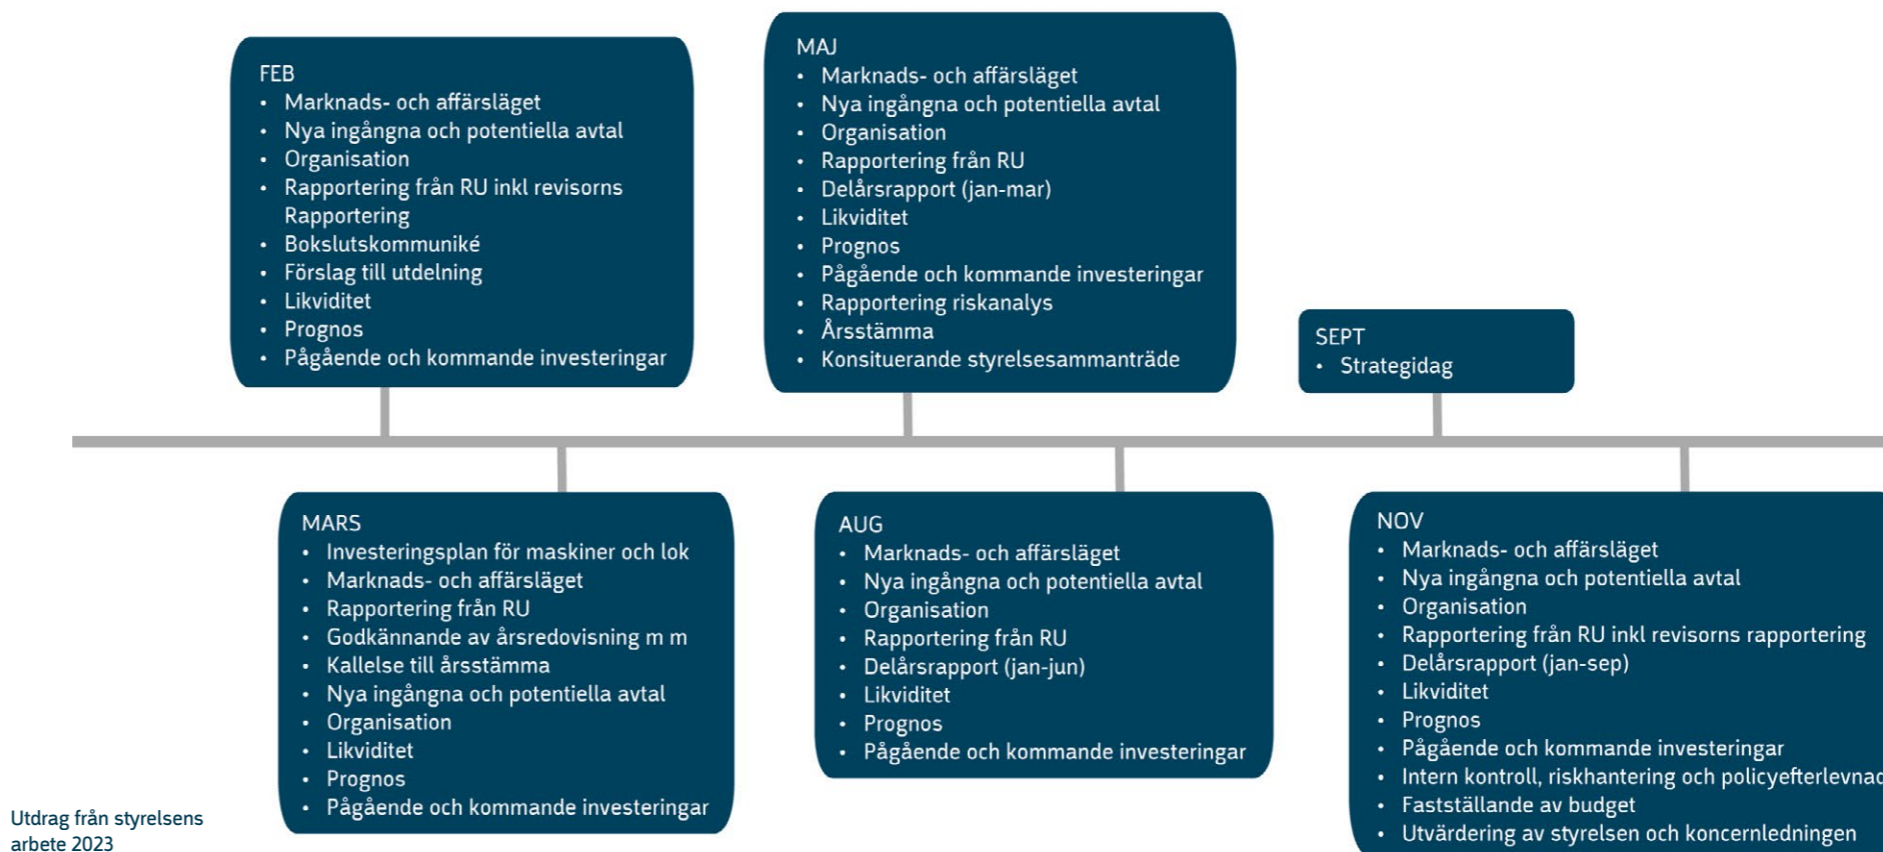 FEB
• Marknads- och affärsläget
• Nya ingångna och potentiella avtal
• Organisation
• Rapportering från RU inkl revisorns
Rapportering
• Bokslutskommuniké
• Förslag till utdelning
• Likviditet
• Prognos
• Pågående och kommande investeringar
MAJ
• Marknads- och affärsläget
• Nya ingångna och potentiella avtal
• Organisation
• Rapportering från RU
• Delårsrapport (jan-mar)
• Likviditet
• Prognos
• Pågående och kommande investeringar
• Rapportering riskanalys
• Årsstämma
• Konsituerande styrelsesammanträde
SEPT
• Strategidag
MARS
• Investeringsplan för maskiner och lok
• Marknads- och affärsläget
• Rapportering från RU
• Godkännande av årsredovisning m m
• Kallelse till årsstämma
• Nya ingångna och potentiella avtal
• Organisation
• Likviditet
• Prognos
• Pågående och kommande investeringar
AUG
• Marknads- och affärsläget
• Nya ingångna och potentiella avtal
• Organisation
• Rapportering från RU
• Delårsrapport (jan-jun)
• Likviditet
• Prognos
• Pågående och kommande investeringar
NOV
• Marknads- och affärsläget
• Nya ingångna och potentiella avtal
• Organisation
• Rapportering från RU inkl revisorns rapportering
• Delårsrapport (jan-sep)
• Likviditet
• Prognos
• Pågående och kommande investeringar
• Intern kontroll, riskhantering och policyefterlevnad
• Fastställande av budget
• Utvärdering av styrelsen och koncernledningen
Utdrag från styrelsens
arbete 2023